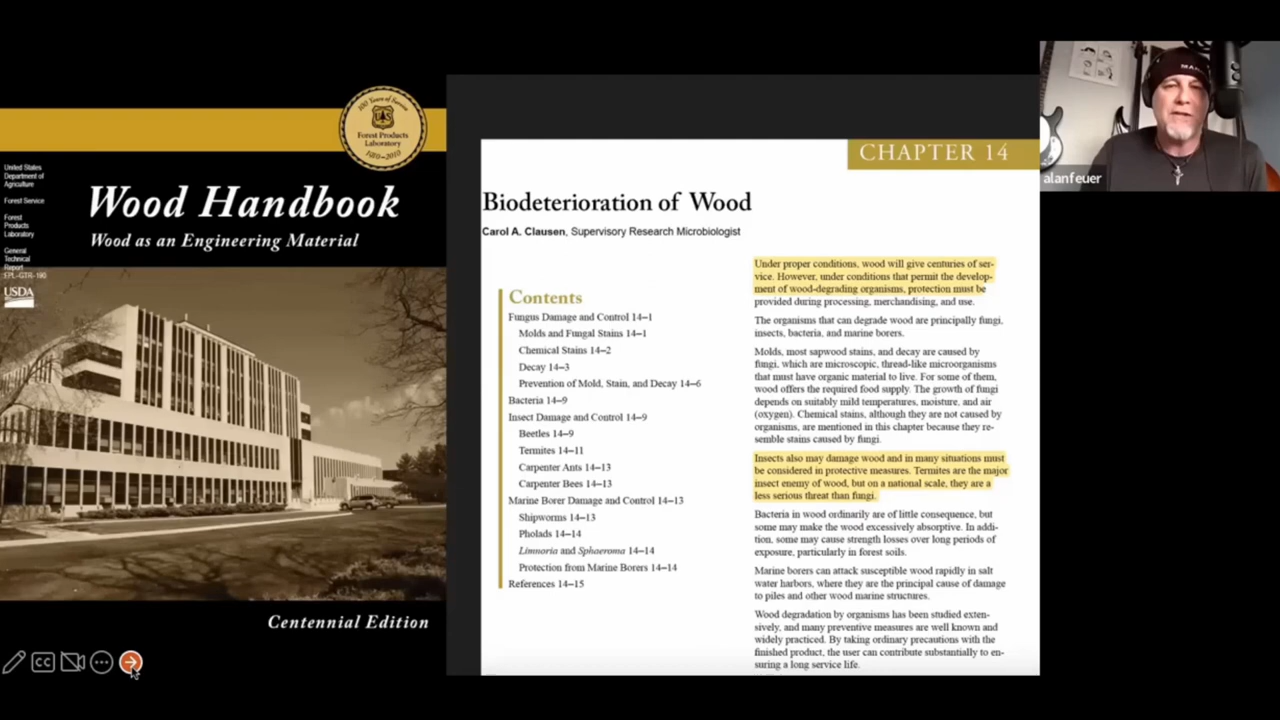 100 Years of Service
UAS
Forest Products
Laboratory
1910–2010
United States
Department of
Agriculture
Forest Service
Forest
Products
Laboratory
General
Technical
Report
FPL–GTR–190
USDA
Wood Handbook
Wood as an Engineering Material
Centennial Edition
CC
CHAPTER 14
Biodeterioration of Wood
Carol A. Clausen, Supervisory Research Microbiologist
Contents
Fungus Damage and Control 14–1
Molds and Fungal Stains 14–1
Chemical Stains 14–2
Decay 14–3
Prevention of Mold, Stain, and Decay 14–6
Bacteria 14–9
Insect Damage and Control 14–9
Beetles 14–9
Termites 14–11
Carpenter Ants 14–13
Carpenter Bees 14–13
Marine Borer Damage and Control 14–13
Shipworms 14–13
Pholads 14–14
Limnoria and Sphaeroma 14–14
Protection from Marine Borers 14–14
References 14–15
Under proper conditions, wood will give centuries of ser-
vice. However, under conditions that permit the develop-
ment of wood-degrading organisms, protection must be
provided during processing, merchandising, and use.
The organisms that can degrade wood are principally fungi,
insects, bacteria, and marine borers.
Molds, most sapwood stains, and decay are caused by
fungi, which are microscopic, thread-like microorganisms
that must have organic material to live. For some of them,
wood offers the required food supply. The growth of fungi
depends on suitably mild temperatures, moisture, and air
(oxygen). Chemical stains, although they are not caused by
organisms, are mentioned in this chapter because they re-
semble stains caused by fungi.
Insects also may damage wood and in many situations must
be considered in protective measures. Termites are the major
insect enemy of wood, but on a national scale, they are a
less serious threat than fungi.
Bacteria in wood ordinarily are of little consequence, but
some may make the wood excessively absorptive. In addi-
tion, some may cause strength losses over long periods of
exposure, particularly in forest soils.
Marine borers can attack susceptible wood rapidly in salt
water harbors, where they are the principal cause of damage
to piles and other wood marine structures.
Wood degradation by organisms has been studied exten-
sively, and many preventive measures are well known and
widely practiced. By taking ordinary precautions with the
finished product, the user can contribute substantially to en-
suring a long service life.
alanfeuer